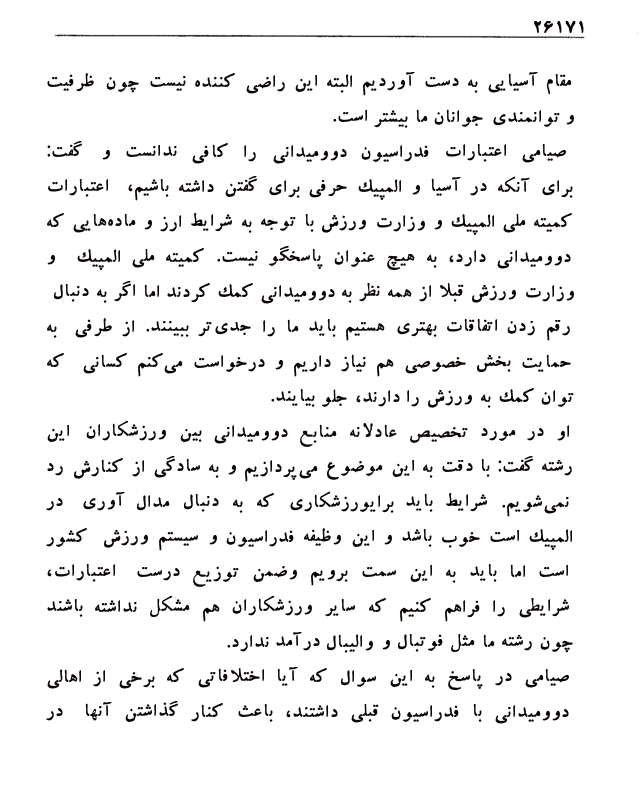 ۲۶۱۷۱
مقام آسیایی به دست آوردیم البته این راضی کننده نیست چون ظرفیت
و توانمندی جوانان ما بیشتر است.
صیامی اعتبارات فدراسیون دوومیدانی را کافی ندانست و گفت:
برای آنکه در آسیا و المپیک حرفی برای گفتن داشته باشیم، اعتبارات
کمیته ملی المپیک و وزارت ورزش با توجه به شرایط ارز و ماده‌هایی که
دوومیدانی دارد، به هیچ عنوان پاسخگو نیست. کمیته ملی المپیک و
وزارت ورزش قبلا از همه نظر به دوومیدانی کمک کردند اما اگر به دنبال
رقم زدن اتفاقات بهتری هستیم باید ما را جدی‌تر ببینند. از طرفی به
حمایت بخش خصوصی هم نیاز داریم و درخواست می‌کنم کسانی که
توان کمک به ورزش را دارند، جلو بیایند.
او در مورد تخصیص عادلانه منابع دوومیدانی بین ورزشکاران این
رشته گفت: با دقت به این موضوع می‌پردازیم و به سادگی از کنارش رد
نمی‌شویم. شرایط باید برایورزشکاری که به دنبال مدال آوری در
المپیک است خوب باشد و این وظیفه فدراسیون و سیستم ورزش کشور
است اما باید به این سمت برویم وضمن توزیع درست اعتبارات،
شرایطی را فراهم کنیم که سایر ورزشکاران هم مشکل نداشته باشند
چون رشته ما مثل فوتبال و والیبال درآمد ندارد.
صیامی در پاسخ به این سوال که آیا اختلافاتی که برخی از اهالی
دوومیدانی با فدراسیون قبلی داشتند، باعث کنار گذاشتن آنها در